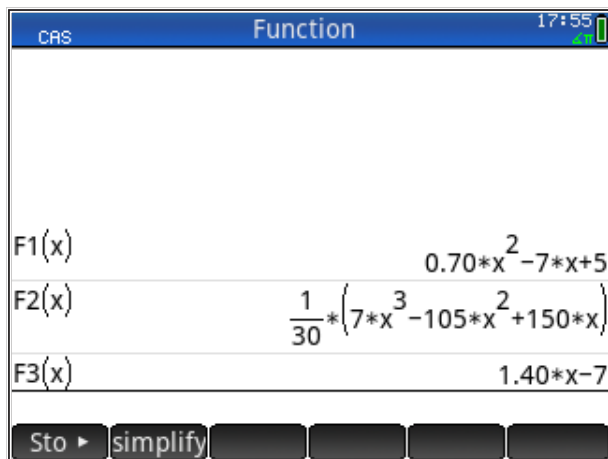 CAS Function 17:55
∡π
F1(x)
0.70*x²-7*x+5
F2(x)
1/30*(7*x³-105*x²+150*x)
F3(x)
1.40*x-7
Sto ▸ simplify